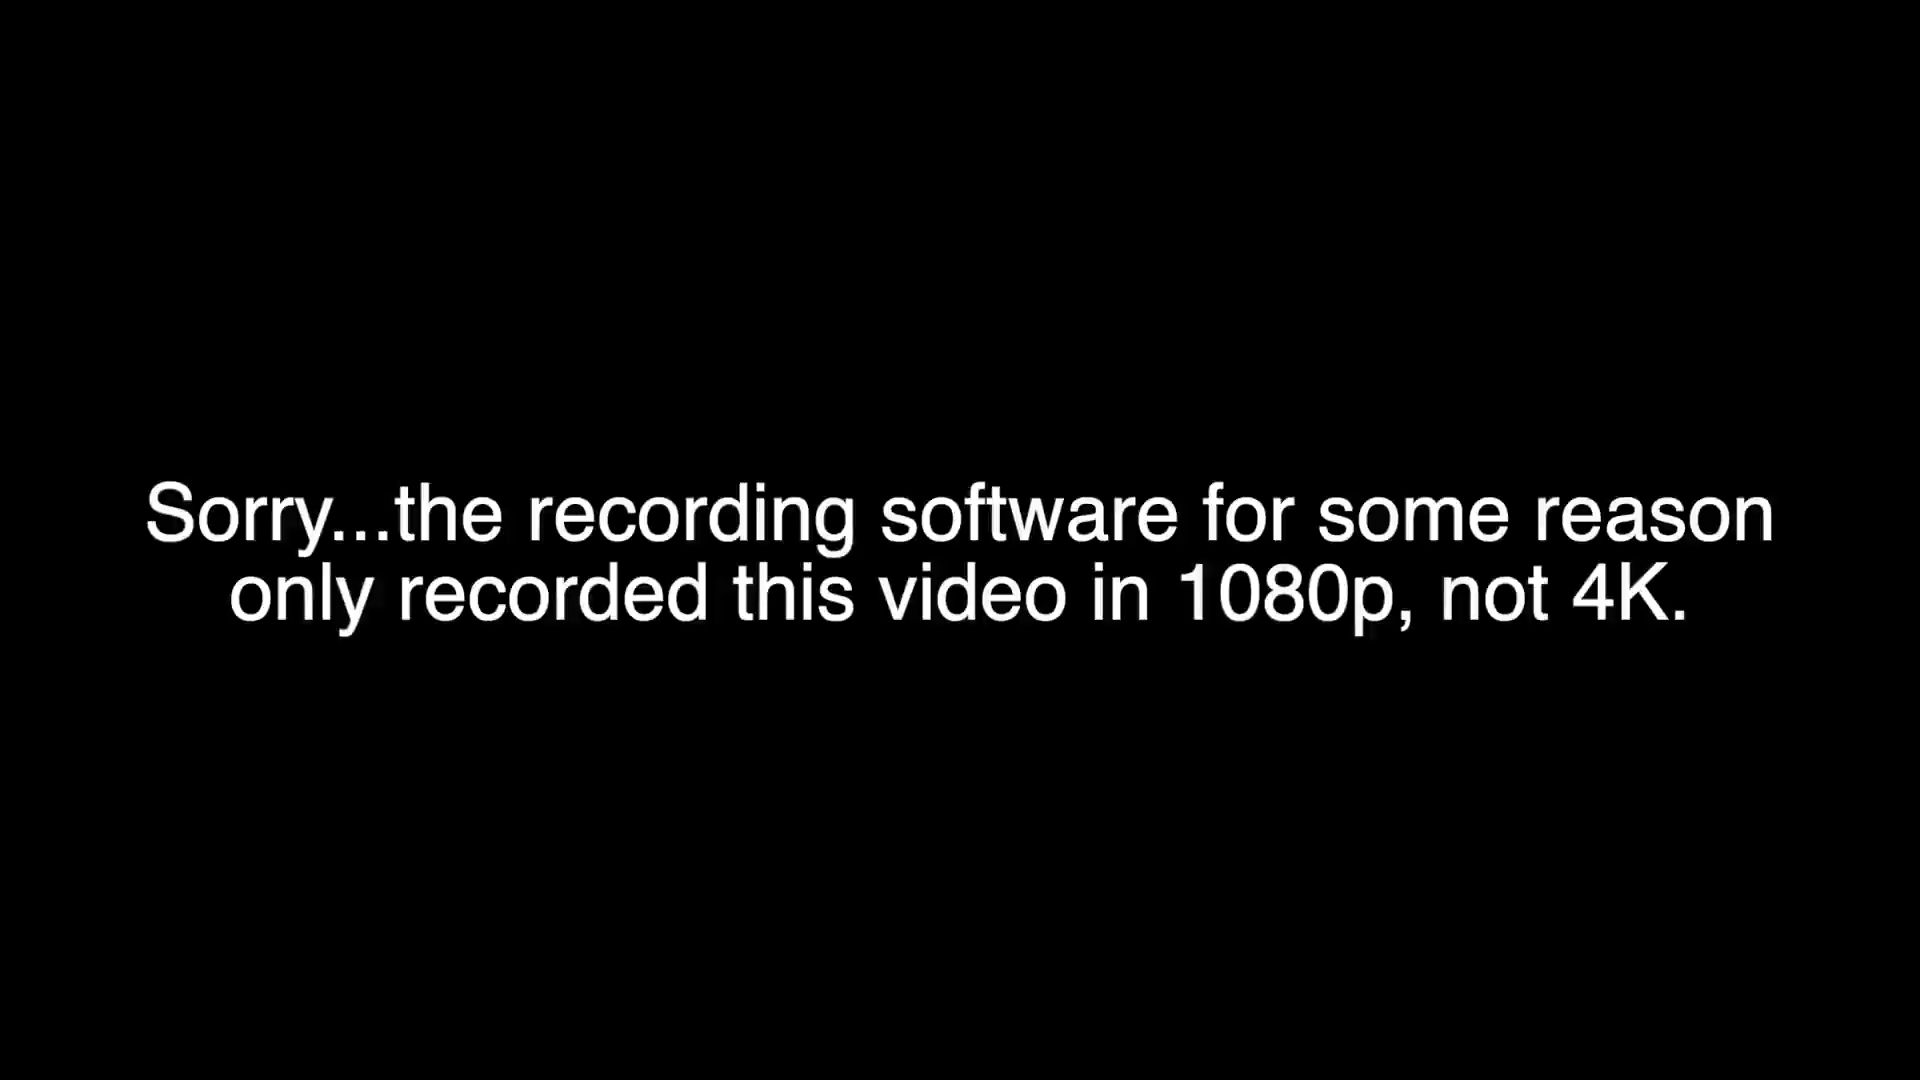 Sorry...the recording software for some reason
only recorded this video in 1080p, not 4K.